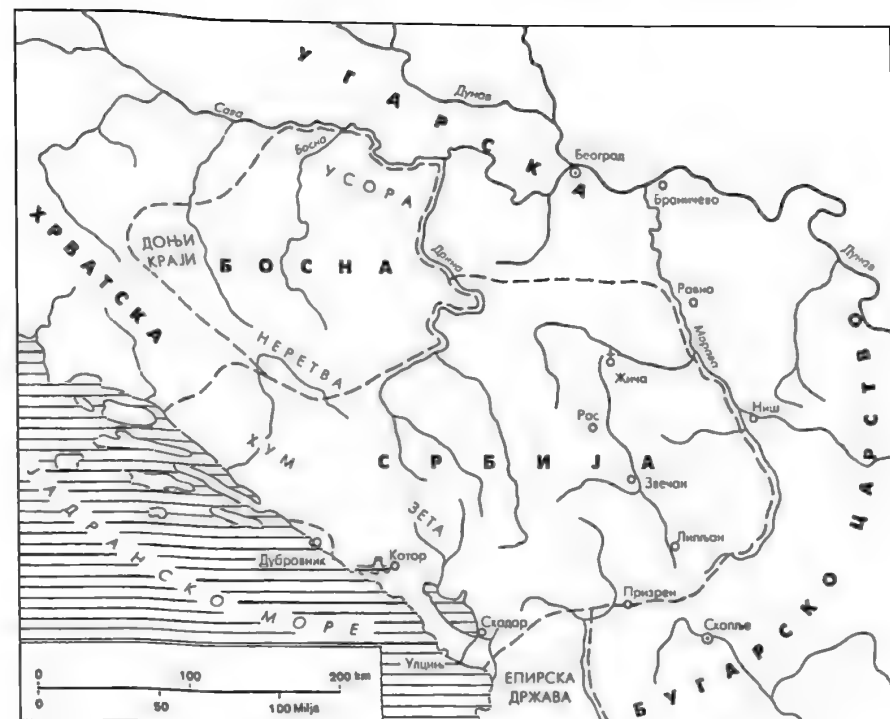 УГАРСКА
Дунав
Сава
Босна
Београд
УСОРА
Браничево
ХРВАТСКА
ДОЊИ
КРАЈИ
БОСНА
Дрина
Дунав
Равна
Морава
НЕРЕТВА
Жича
Ниш
Рас
ХУМ
СРБИЈА
Звечан
ЗЕТА
ЈАДРАНСКО МОРЕ
Липљан
Дубровник
Котор
Призрен
Скадар
Скопље
Улцињ
ЕПИРСКА
ДРЖАВА
БУГАРСКО ЦАРСТВО
0 100 200 km
0 50 100 Milja